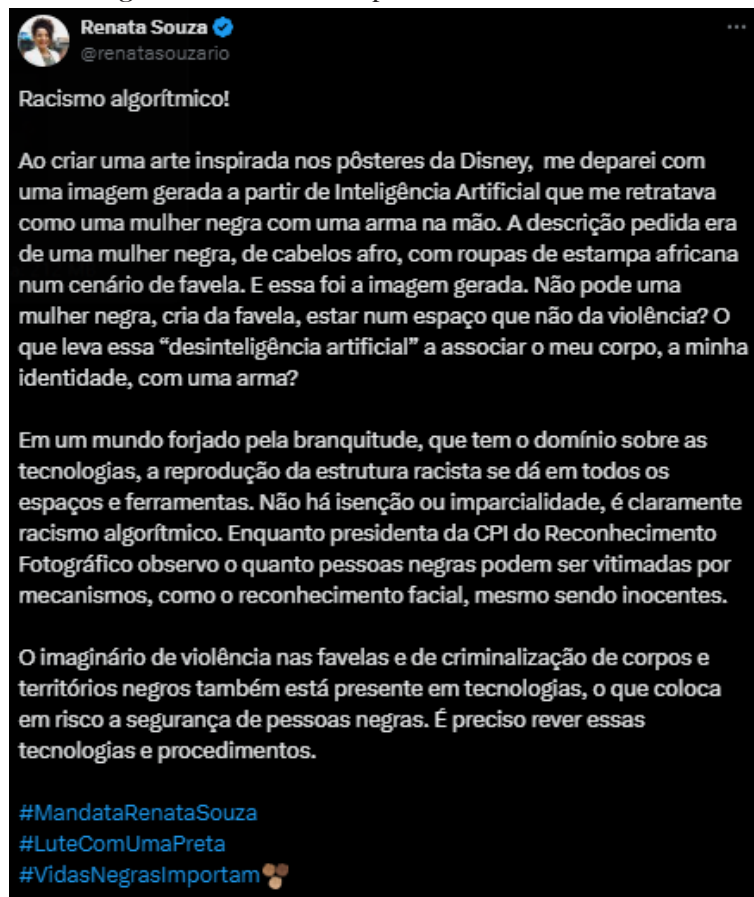 Renata Souza
@renatasouzario
Racismo algorítmico!
Ao criar uma arte inspirada nos pôsteres da Disney, me deparei com
uma imagem gerada a partir de Inteligência Artificial que me retratava
como uma mulher negra com uma arma na mão. A descrição pedida era
de uma mulher negra, de cabelos afro, com roupas de estampa africana
num cenário de favela. E essa foi a imagem gerada. Não pode uma
mulher negra, cria da favela, estar num espaço que não da violência? O
que leva essa “desinteligência artificial” a associar o meu corpo, a minha
identidade, com uma arma?
Em um mundo forjado pela branquitude, que tem o domínio sobre as
tecnologias, a reprodução da estrutura racista se dá em todos os
espaços e ferramentas. Não há isenção ou imparcialidade, é claramente
racismo algorítmico. Enquanto presidenta da CPI do Reconhecimento
Fotográfico observo o quanto pessoas negras podem ser vitimadas por
mecanismos, como o reconhecimento facial, mesmo sendo inocentes.
O imaginário de violência nas favelas e de criminalização de corpos e
territórios negros também está presente em tecnologias, o que coloca
em risco a segurança de pessoas negras. É preciso rever essas
tecnologias e procedimentos.
#MandataRenataSouza
#LuteComUmaPreta
#VidasNegrasImportam